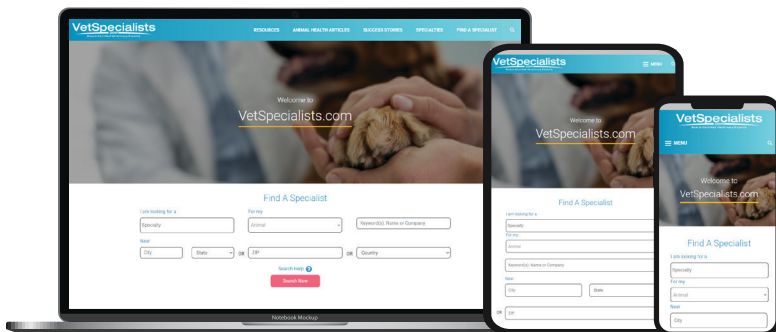 VetSpecialists
RESOURCES ANIMAL HEALTH ARTICLES SUCCESS STORIES SPECIALTIES FIND A SPECIALIST
Welcome to
VetSpecialists.com
Find A Specialist
I am looking for a
For my
Specialty
Animal
Keyword(s): Name or Company
Near
City
State
OR
ZIP
OR
Country
Search Help ?
Search Now
Notebook Mockup
VetSpecialists
MENU
Welcome to
VetSpecialists.com
Find A Specialist
I am looking for a
Specialty
For my
Animal
Keyword(s): Name or Company
Near
City
State
OR
ZIP
VetSpecialists
MENU
Welcome to
VetSpecialists.com
Find A Specialist
I am looking for a
Specialty
For my
Animal
Near
City